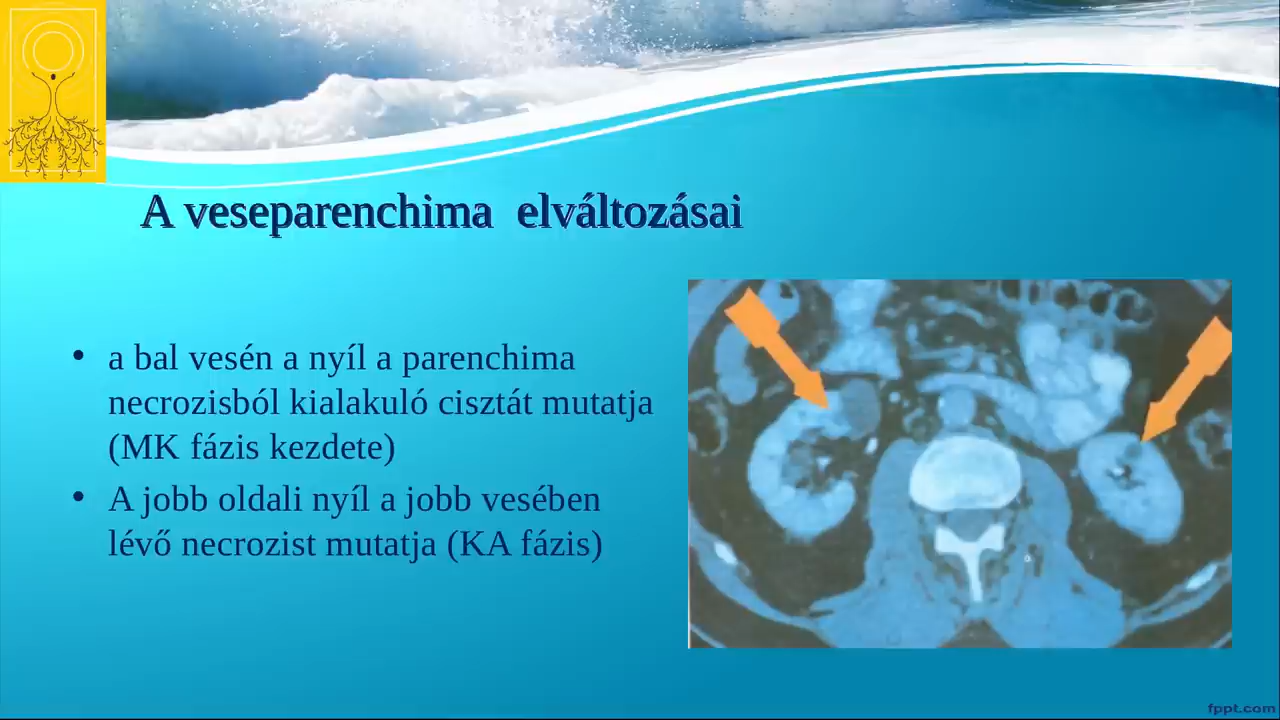 A veseparenchima elváltozásai
• a bal vesén a nyíl a parenchima
necrozisból kialakuló cisztát mutatja
(MK fázis kezdete)
• A jobb oldali nyíl a jobb vesében
lévő necrozist mutatja (KA fázis)
fppt.com